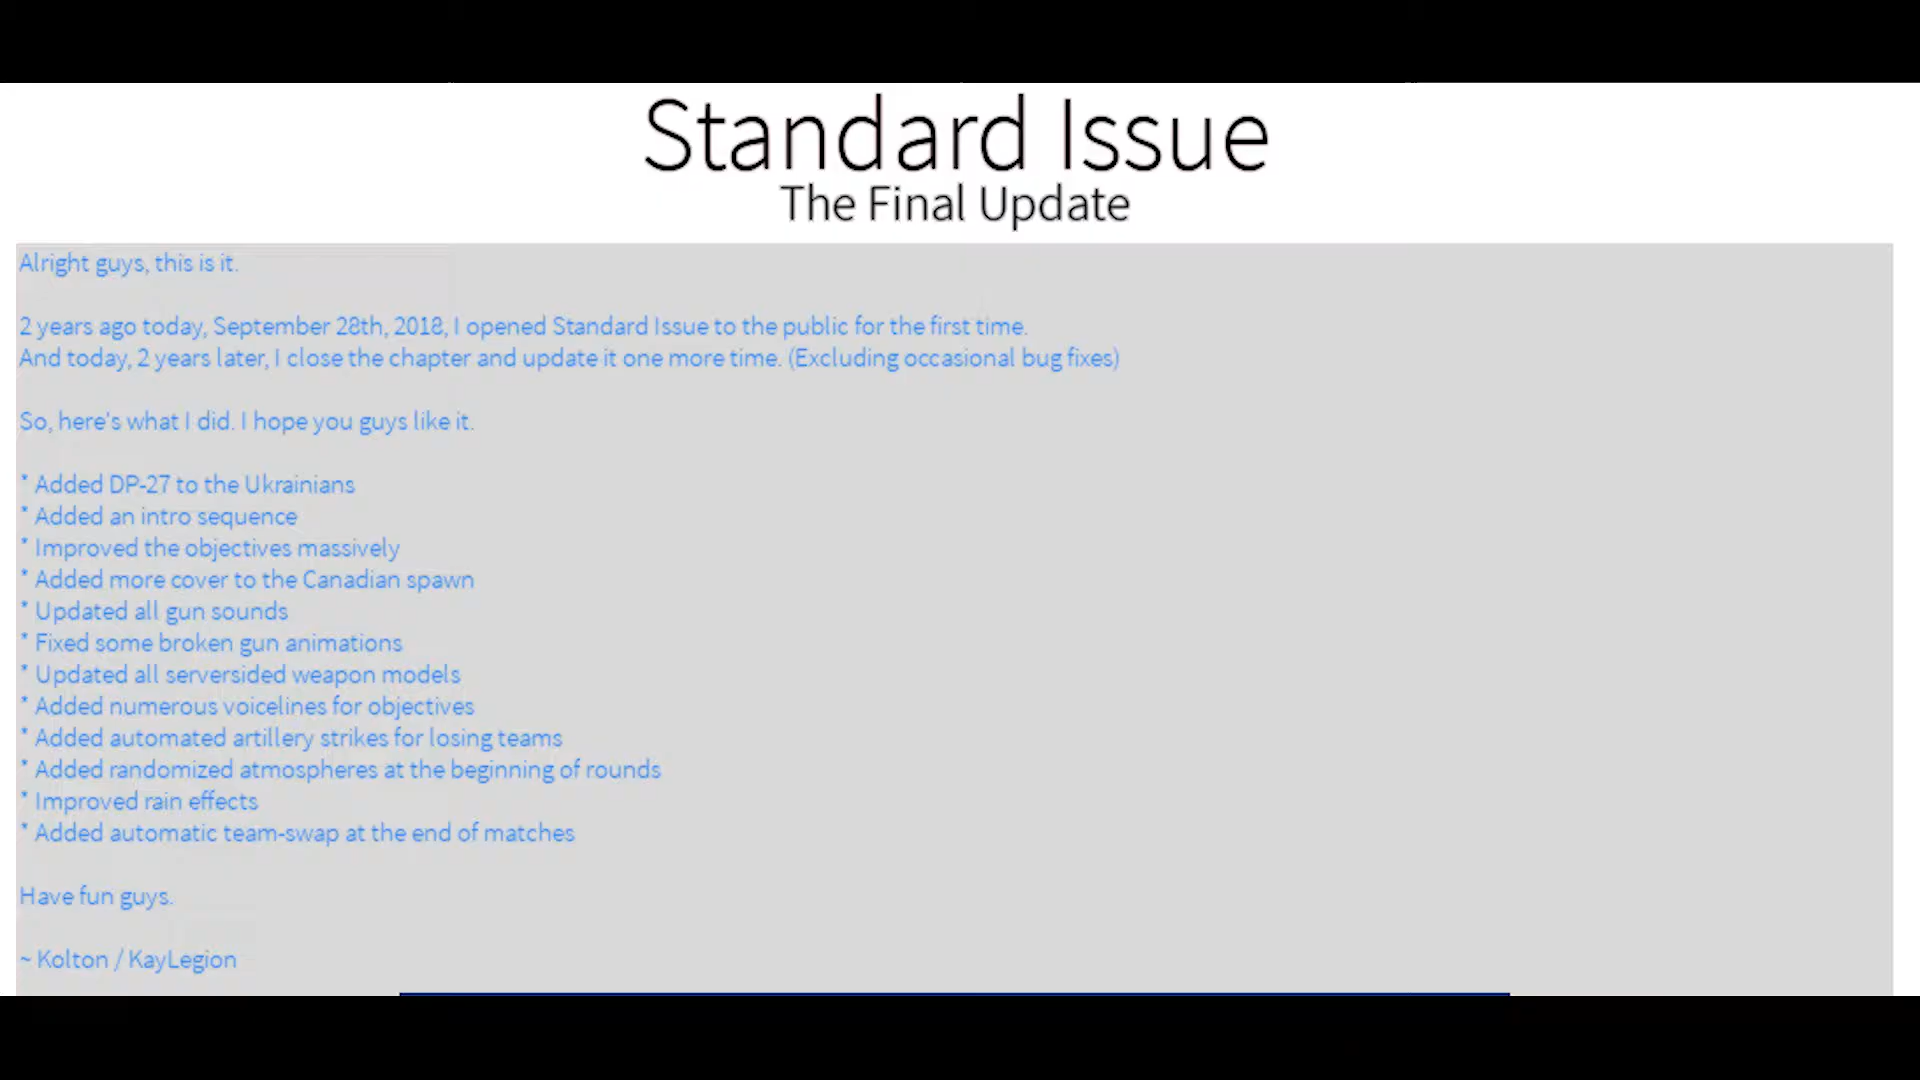 Standard Issue
The Final Update
Alright guys, this is it.
2 years ago today, September 28th, 2018, I opened Standard Issue to the public for the first time.
And today, 2 years later, I close the chapter and update it one more time. (Excluding occasional bug fixes)
So, here's what I did. I hope you guys like it.
* Added DP-27 to the Ukrainians
* Added an intro sequence
* Improved the objectives massively
* Added more cover to the Canadian spawn
* Updated all gun sounds
* Fixed some broken gun animations
* Updated all serversided weapon models
* Added numerous voicelines for objectives
* Added automated artillery strikes for losing teams
* Added randomized atmospheres at the beginning of rounds
* Improved rain effects
* Added automatic team-swap at the end of matches
Have fun guys.
~ Kolton / KayLegion